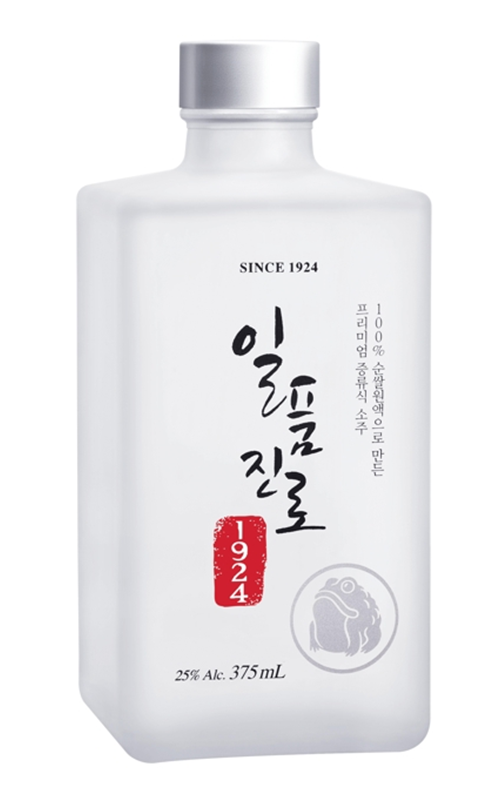 SINCE 1924
일품
진로
1924
100% 순쌀원액으로 만든
프리미엄 증류식 소주
25% Alc. 375mL